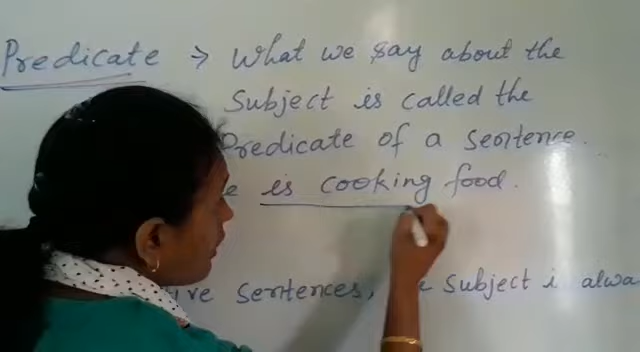 Predicate → What we say about the
Subject is called the
Predicate of a sentence.
is cooking food.
sentences, subject is